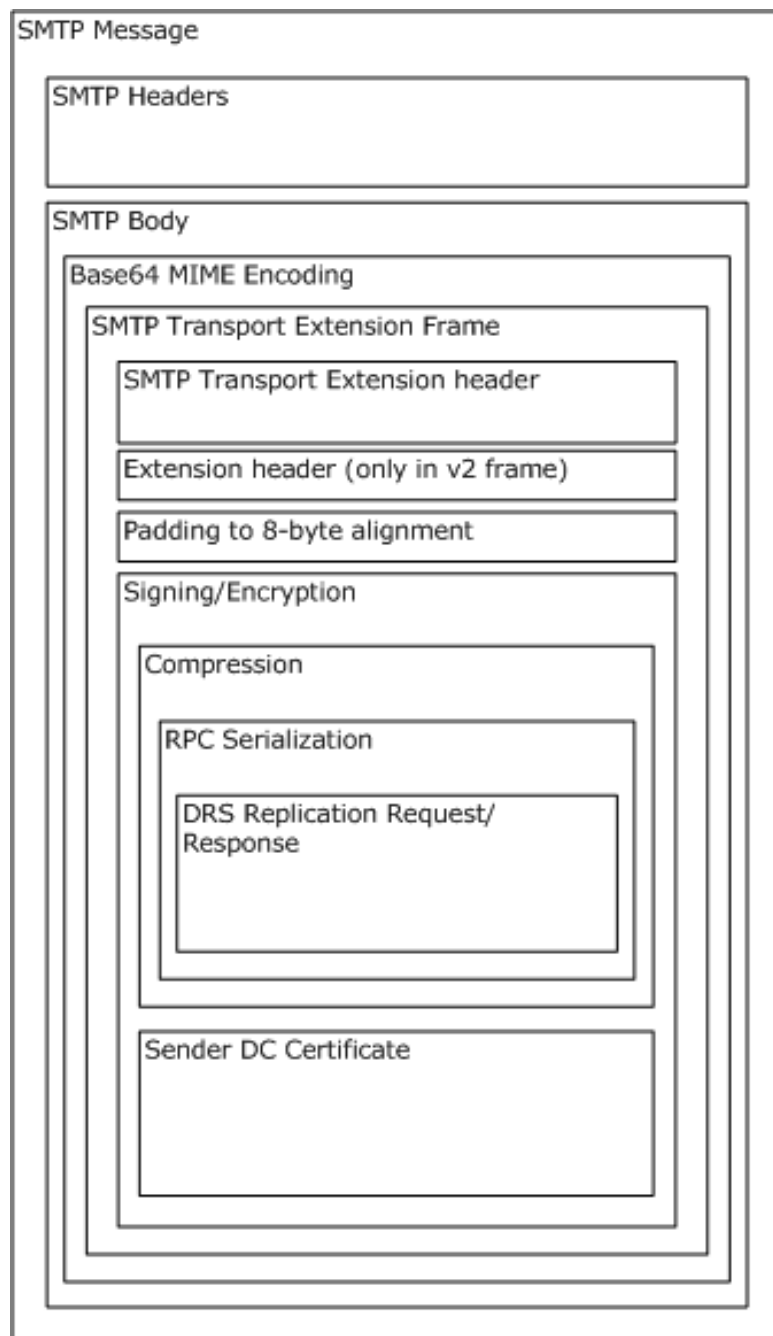 SMTP Message
SMTP Headers
SMTP Body
Base64 MIME Encoding
SMTP Transport Extension Frame
SMTP Transport Extension header
Extension header (only in v2 frame)
Padding to 8-byte alignment
Signing/Encryption
Compression
RPC Serialization
DRS Replication Request/
Response
Sender DC Certificate